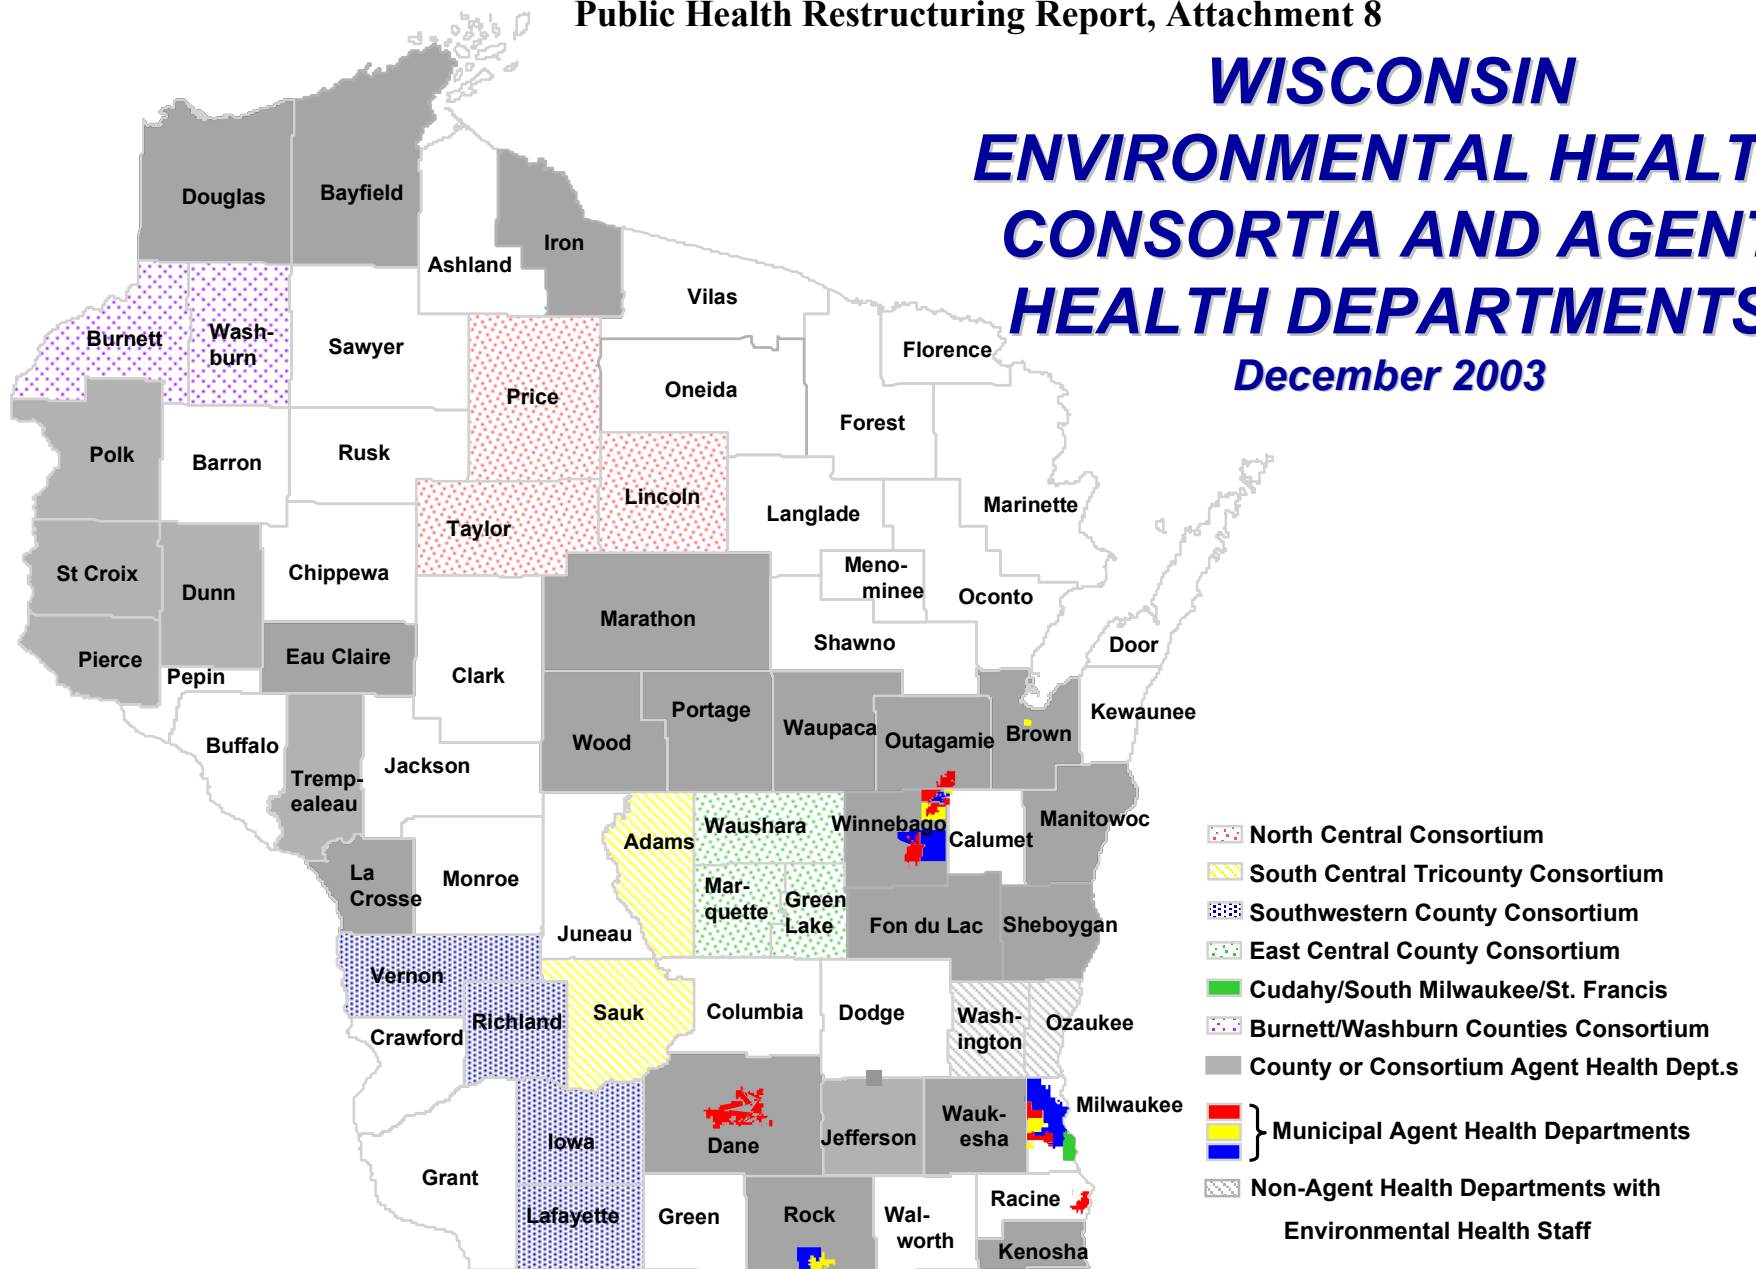 Public Health Restructuring Report, Attachment 8
WISCONSIN
ENVIRONMENTAL HEALT
CONSORTIA AND AGENT
HEALTH DEPARTMENTS
December 2003
Douglas
Bayfield
Iron
Ashland
Vilas
Burnett
Wash-
burn
Sawyer
Florence
Price
Oneida
Forest
Polk
Barron
Rusk
Lincoln
Marinette
Taylor
Langlade
St Croix
Dunn
Chippewa
Meno-
minee
Oconto
Marathon
Shawno
Door
Pierce
Pepin
Eau Claire
Clark
Portage
Waupaca
Outagamie
Brown
Kewaunee
Buffalo
Wood
Jackson
Tremp-
ealeau
Adams
Waushara
Winnebago
Calumet
Manitowoc
La
Crosse
Monroe
Mar-
quette
Green
Lake
Juneau
Fon du Lac
Sheboygan
Vernon
Richland
Sauk
Columbia
Dodge
Wash-
ington
Ozaukee
Crawford
Iowa
Dane
Jefferson
Wauk-
esha
Milwaukee
Grant
Lafayette
Green
Rock
Wal-
worth
Racine
Kenosha
North Central Consortium
South Central Tricounty Consortium
Southwestern County Consortium
East Central County Consortium
Cudahy/South Milwaukee/St. Francis
Burnett/Washburn Counties Consortium
County or Consortium Agent Health Dept.s
Municipal Agent Health Departments
Non-Agent Health Departments with
Environmental Health Staff